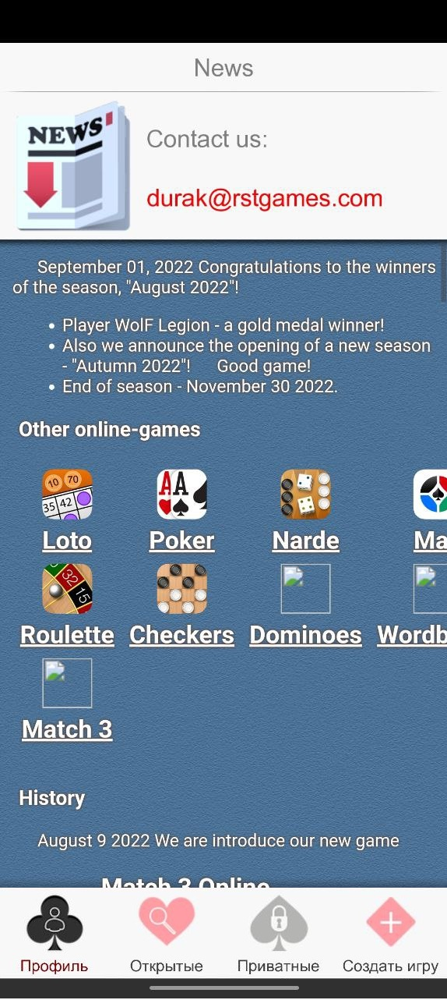 News
NEWS
Contact us:
durak@rstgames.com
September 01, 2022 Congratulations to the winners
of the season, "August 2022"!
Player WolF Legion - a gold medal winner!
Also we announce the opening of a new season
- "Autumn 2022"! Good game!
End of season - November 30 2022.
Other online-games
10 70
35 42
A A
Loto Poker Narde Ma
32
15
Roulette Checkers Dominoes Wordb
Match 3
History
August 9 2022 We are introduce our new game
Match 3 Online
Профиль Открытые Приватные Создать игру